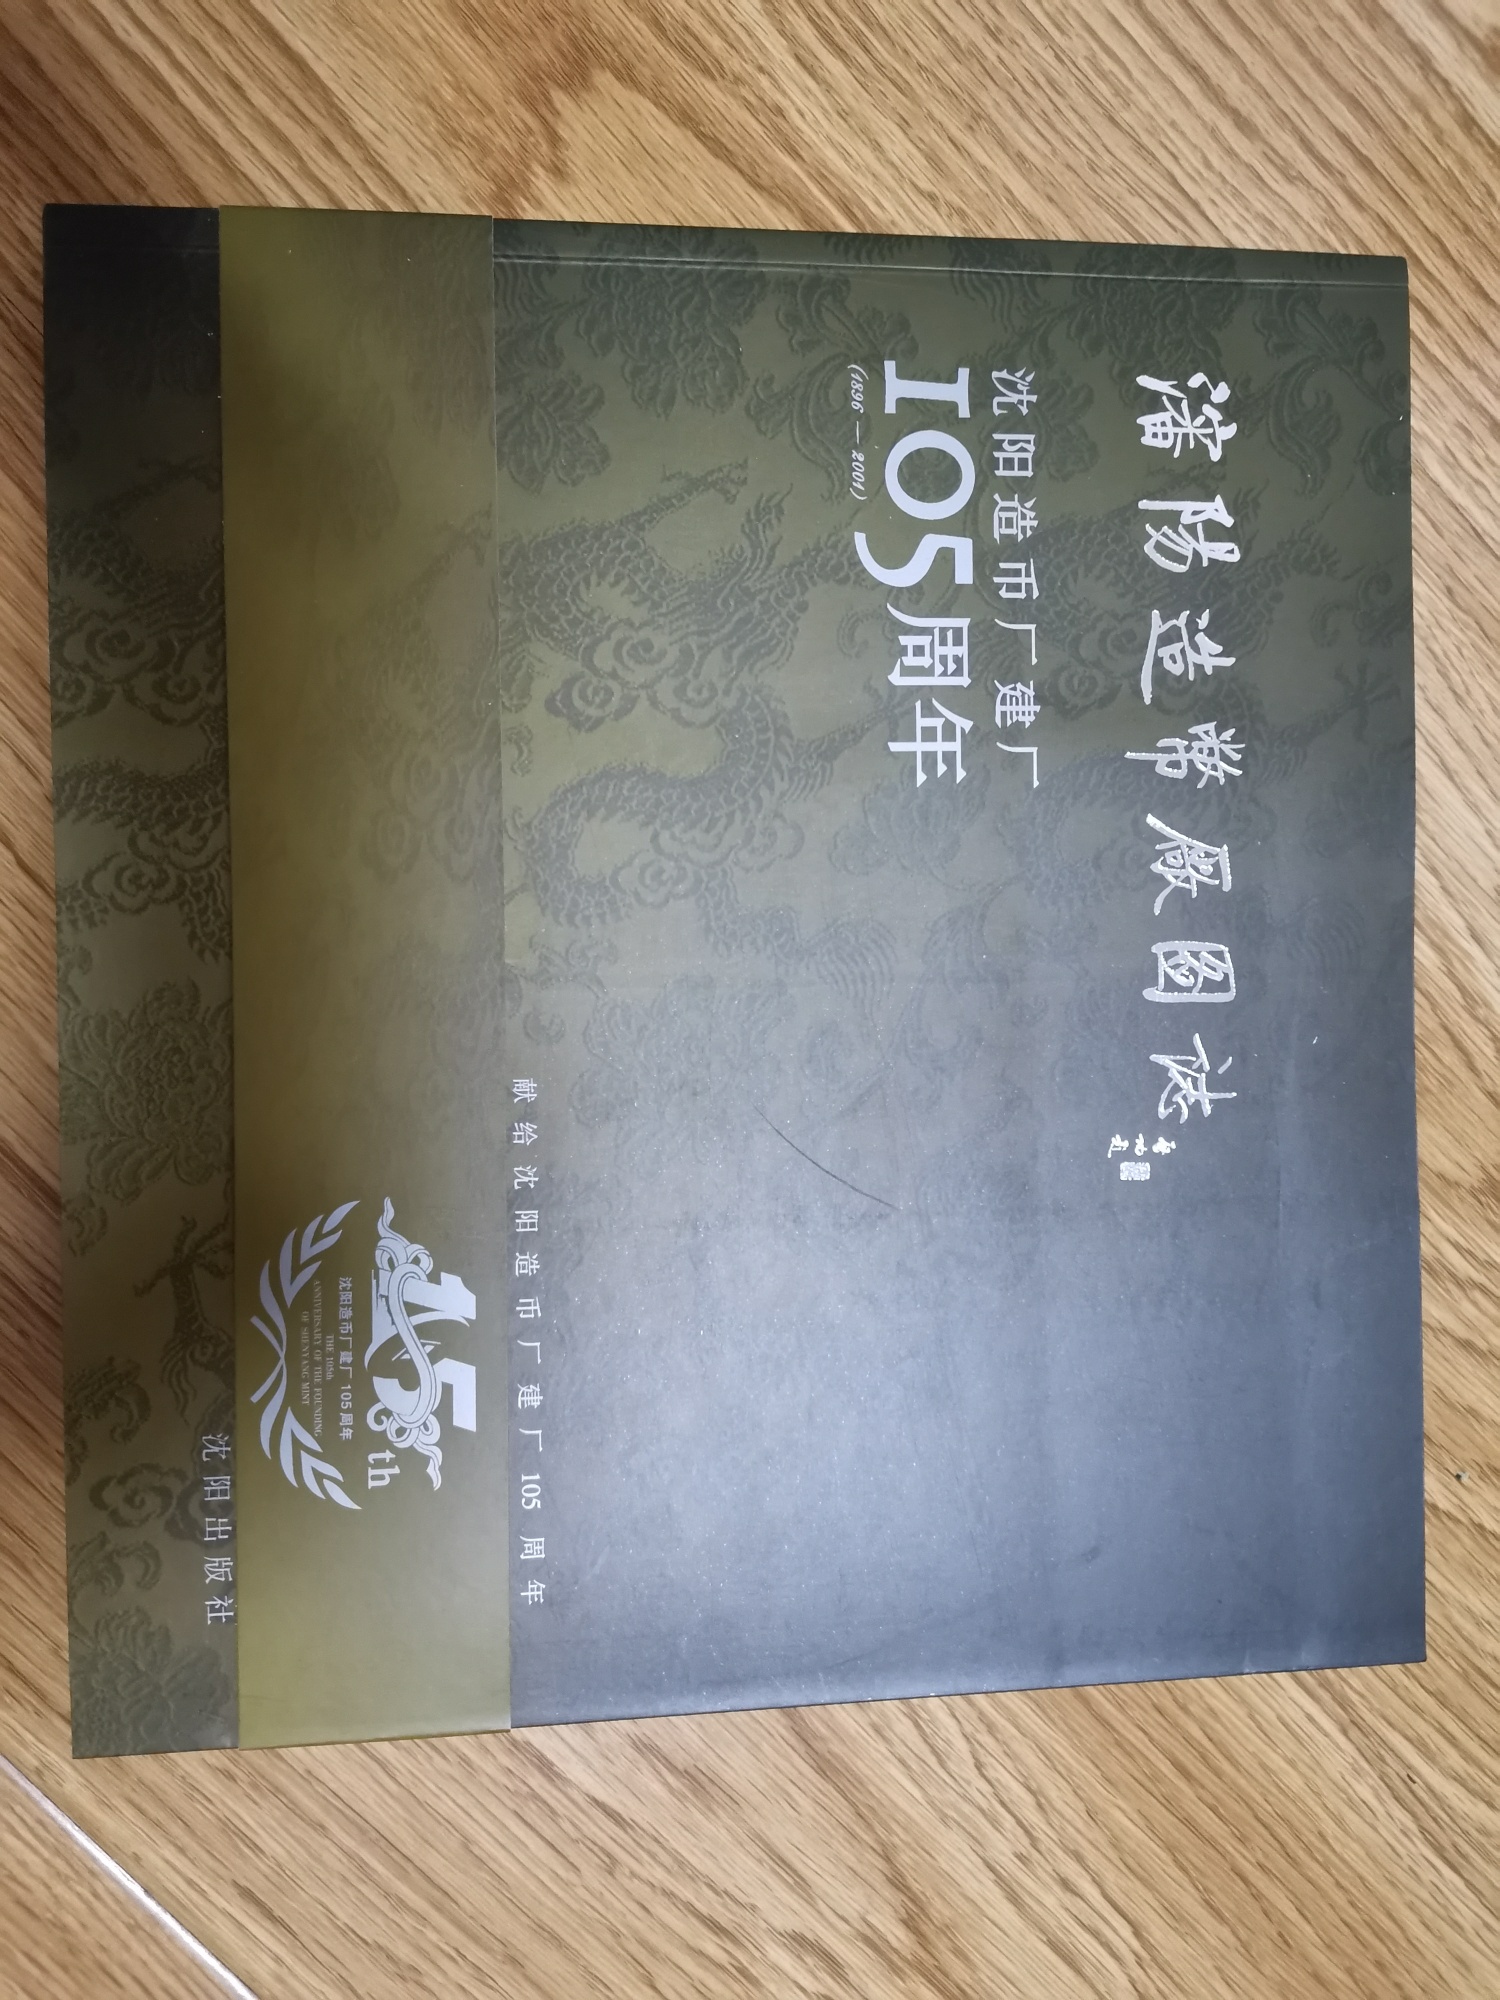 瀋陽造幣廠圖誌
沈阳造币厂建厂
105周年
(1896—2001)
献给沈阳造币厂建厂105周年
105th
沈阳造币厂建厂105周年
THE 105th
ANNIVERSARY OF THE FOUNDING
OF SHENYANG MINT
沈阳出版社